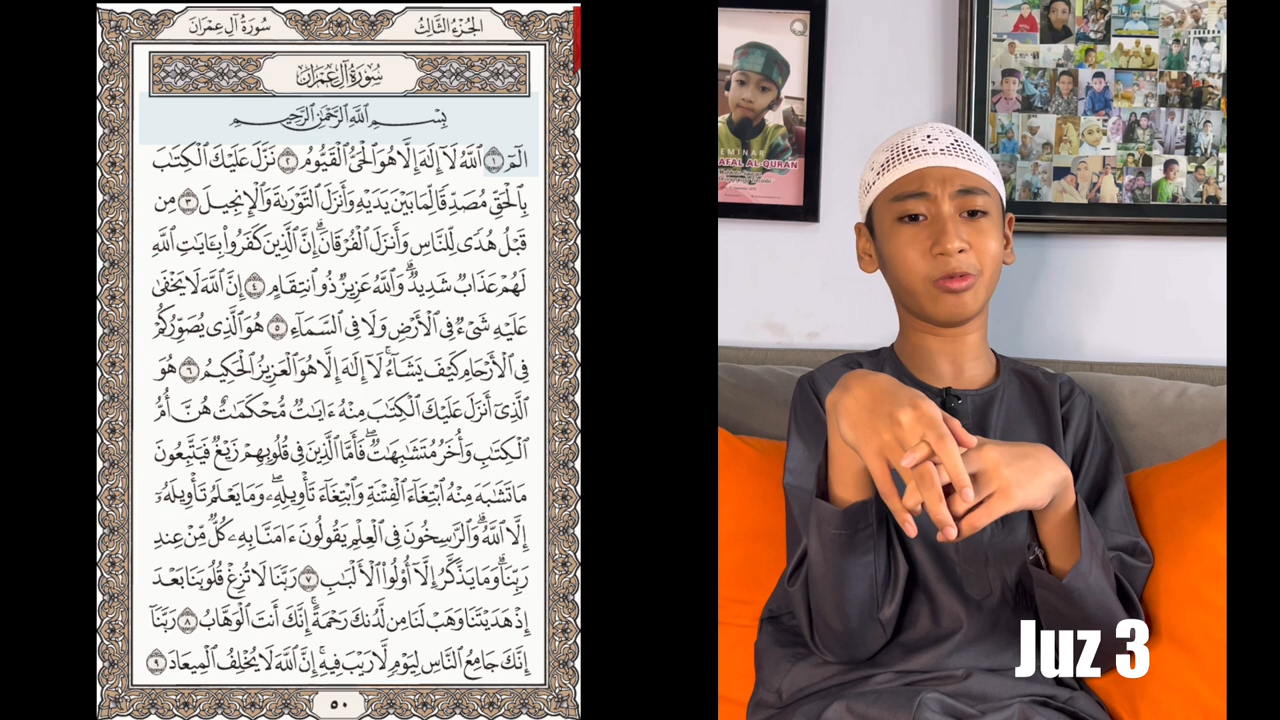 الجزء الثالث
سورة آل عمران
سُورَةُ آلِ عِمْرَانَ
بِسْمِ ٱللَّهِ ٱلرَّحْمَٰنِ ٱلرَّحِيمِ
الٓمٓ ١ ٱللَّهُ لَآ إِلَٰهَ إِلَّا هُوَ ٱلْحَىُّ ٱلْقَيُّومُ ٢ نَزَّلَ عَلَيْكَ ٱلْكِتَٰبَ
بِٱلْحَقِّ مُصَدِّقًا لِّمَا بَيْنَ يَدَيْهِ وَأَنزَلَ ٱلتَّوْرَىٰةَ وَٱلْإِنجِيلَ ٣ مِن
قَبْلُ هُدًى لِّلنَّاسِ وَأَنزَلَ ٱلْفُرْقَانَ ۗ إِنَّ ٱلَّذِينَ كَفَرُوا۟ بِـَٔايَٰتِ ٱللَّهِ
لَهُمْ عَذَابٌ شَدِيدٌ ۗ وَٱللَّهُ عَزِيزٌ ذُو ٱنتِقَامٍ ٤ إِنَّ ٱللَّهَ لَا يَخْفَىٰ
عَلَيْهِ شَىْءٌ فِى ٱلْأَرْضِ وَلَا فِى ٱلسَّمَآءِ ٥ هُوَ ٱلَّذِى يُصَوِّرُكُمْ
فِى ٱلْأَرْحَامِ كَيْفَ يَشَآءُ ۚ لَآ إِلَٰهَ إِلَّا هُوَ ٱلْعَزِيزُ ٱلْحَكِيمُ ٦ هُوَ
ٱلَّذِىٓ أَنزَلَ عَلَيْكَ ٱلْكِتَٰبَ مِنْهُ ءَايَٰتٌ مُّحْكَمَٰتٌ هُنَّ أُمُّ
ٱلْكِتَٰبِ وَأُخَرُ مُتَشَٰبِهَٰتٌ ۖ فَأَمَّا ٱلَّذِينَ فِى قُلُوبِهِمْ زَيْغٌ فَيَتَّبِعُونَ
مَا تَشَٰبَهَ مِنْهُ ٱبْتِغَآءَ ٱلْفِتْنَةِ وَٱبْتِغَآءَ تَأْوِيلِهِۦ ۗ وَمَا يَعْلَمُ تَأْوِيلَهُۥٓ
إِلَّا ٱللَّهُ ۗ وَٱلرَّٰسِخُونَ فِى ٱلْعِلْمِ يَقُولُونَ ءَامَنَّا بِهِۦ كُلٌّ مِّنْ عِندِ
رَبِّنَا ۗ وَمَا يَذَّكَّرُ إِلَّآ أُو۟لُوا۟ ٱلْأَلْبَٰبِ ٧ رَبَّنَا لَا تُزِغْ قُلُوبَنَا بَعْدَ
إِذْ هَدَيْتَنَا وَهَبْ لَنَا مِن لَّدُنكَ رَحْمَةً ۚ إِنَّكَ أَنتَ ٱلْوَهَّابُ ٨ رَبَّنَآ
إِنَّكَ جَامِعُ ٱلنَّاسِ لِيَوْمٍ لَّا رَيْبَ فِيهِ ۚ إِنَّ ٱللَّهَ لَا يُخْلِفُ ٱلْمِيعَادَ ٩
٥٠
EMINAR
AFAL AL-QURAN
Juz 3